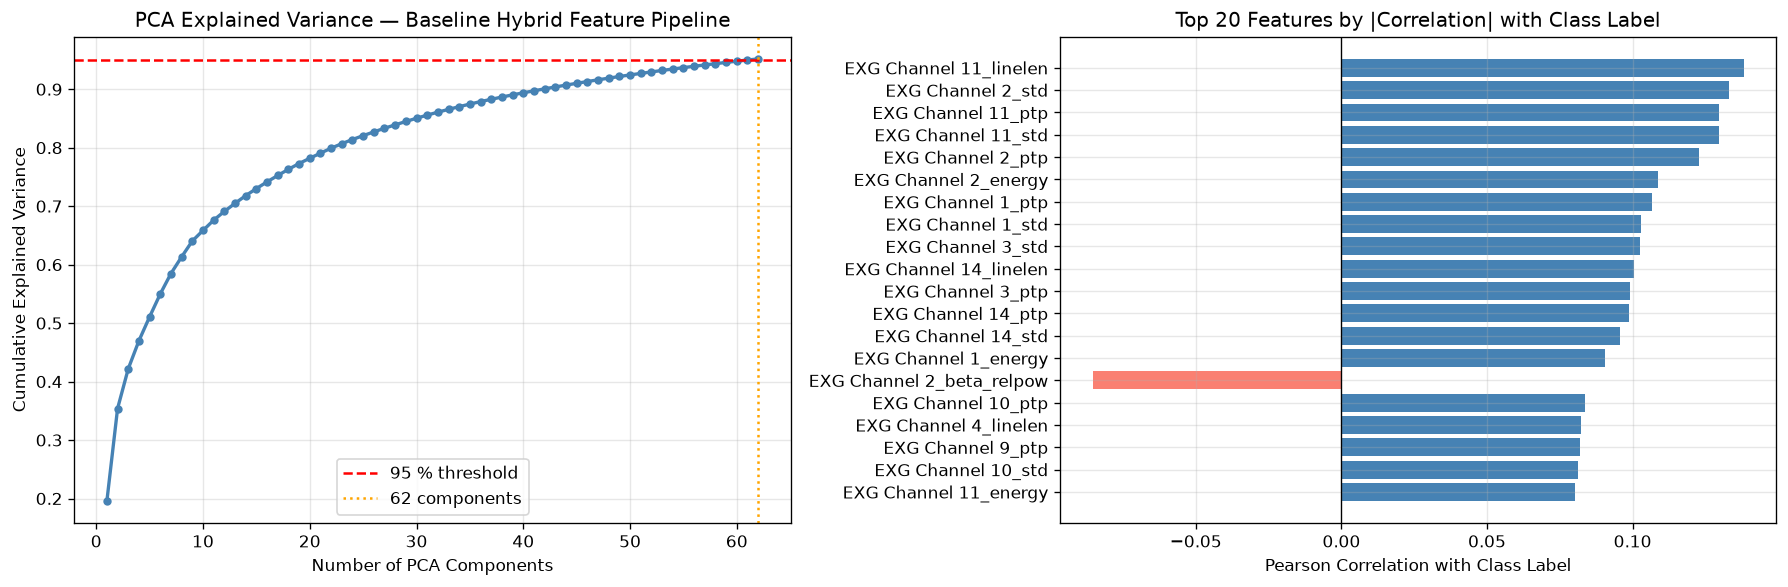 PCA Explained Variance — Baseline Hybrid Feature Pipeline
Cumulative Explained Variance
0.9
0.8
0.7
0.6
0.5
0.4
0.3
0.2
95 % threshold
62 components
0 10 20 30 40 50 60
Number of PCA Components
Top 20 Features by |Correlation| with Class Label
EXG Channel 11_linelen
EXG Channel 2_std
EXG Channel 11_ptp
EXG Channel 11_std
EXG Channel 2_ptp
EXG Channel 2_energy
EXG Channel 1_ptp
EXG Channel 1_std
EXG Channel 3_std
EXG Channel 14_linelen
EXG Channel 3_ptp
EXG Channel 14_ptp
EXG Channel 14_std
EXG Channel 1_energy
EXG Channel 2_beta_relpow
EXG Channel 10_ptp
EXG Channel 4_linelen
EXG Channel 9_ptp
EXG Channel 10_std
EXG Channel 11_energy
−0.05 0.00 0.05 0.10
Pearson Correlation with Class Label